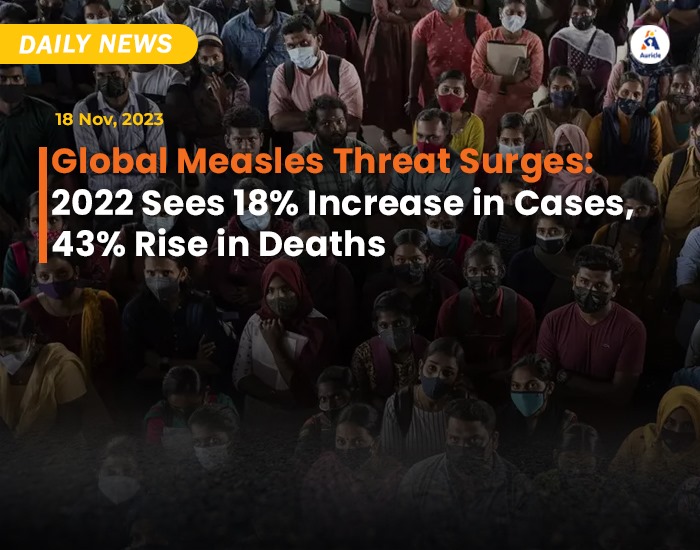 DAILY NEWS
Auricle
18 Nov, 2023
Global Measles Threat Surges:
2022 Sees 18% Increase in Cases,
43% Rise in Deaths